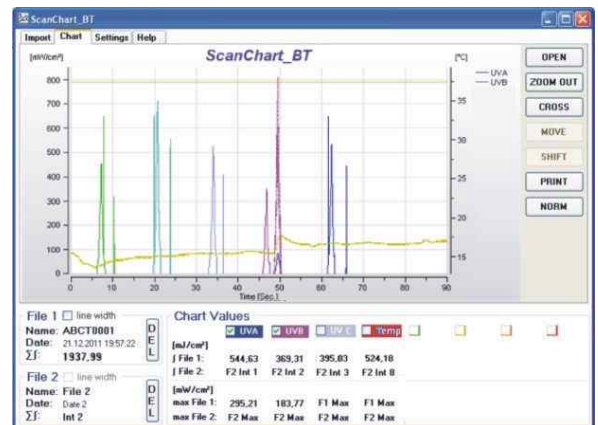 ScanChart_BT
Import Chart Settings Help
[mW/cm²] ScanChart_BT [°C]
UVA
UVB
800
700
600
500
400
300
200
100
0
35
30
25
20
15
0 10 20 30 40 50 60 70 80 90
Time [Sec.]
OPEN
ZOOM OUT
CROSS
MOVE
SHIFT
PRINT
NORM
File 1 line width
Name: ABCT0001
Date: 21.12.2011 19:57:22
∑∫: 1937,99
DEL
File 2 line width
Name: File 2
Date: Date 2
∑∫: Int 2
DEL
Chart Values
UVA UVB UV C Temp
[mJ/cm²]
∫ File 1: 544,63 369,31 395,83 524,18
∫ File 2: F2 Int 1 F2 Int 2 F2 Int 3 F2 Int 8
[mW/cm²]
max File 1: 295,21 183,77 F1 Max F1 Max
max File 2: F2 Max F2 Max F2 Max F2 Max